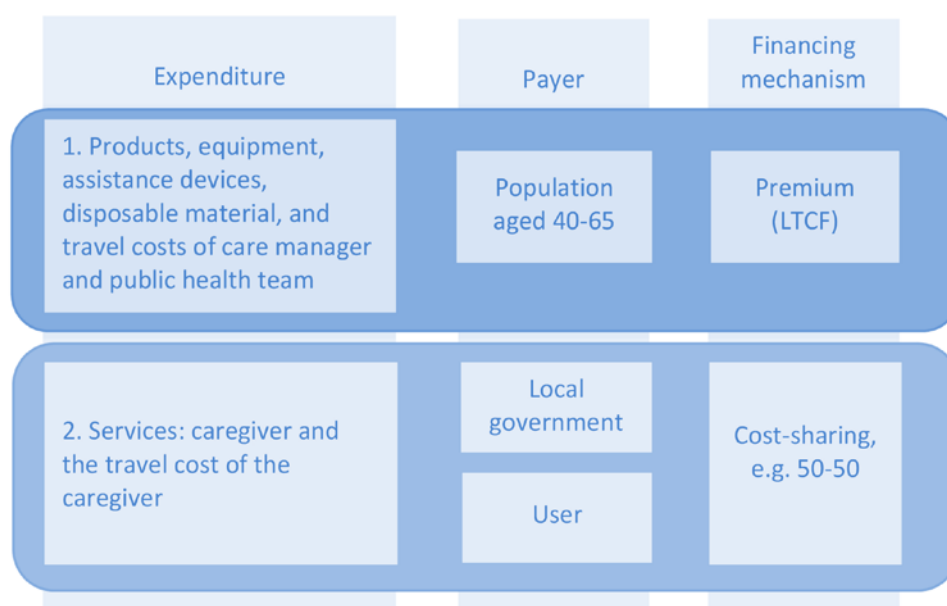 Expenditure
Payer
Financing
mechanism
1. Products, equipment,
assistance devices,
disposable material, and
travel costs of care manager
and public health team
Population
aged 40-65
Premium
(LTCF)
2. Services: caregiver and
the travel cost of the
caregiver
Local
government
User
Cost-sharing,
e.g. 50-50